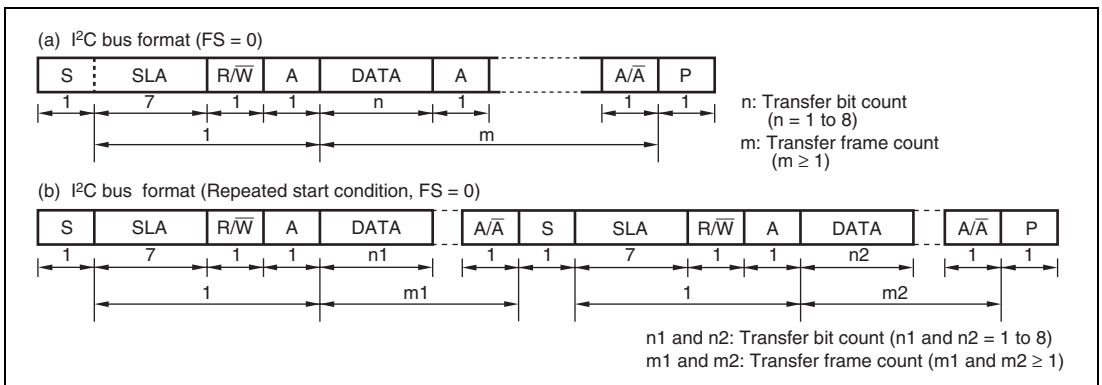 (a) I²C bus format (FS = 0)
S SLA R/W̅ A DATA A A/A̅ P
1 7 1 1 n 1 1 1
1 m
n: Transfer bit count
(n = 1 to 8)
m: Transfer frame count
(m ≥ 1)
(b) I²C bus format (Repeated start condition, FS = 0)
S SLA R/W̅ A DATA A/A̅ S SLA R/W̅ A DATA A/A̅ P
1 7 1 1 n1 1 1 7 1 1 n2 1 1
1 m1 1 m2
n1 and n2: Transfer bit count (n1 and n2 = 1 to 8)
m1 and m2: Transfer frame count (m1 and m2 ≥ 1)